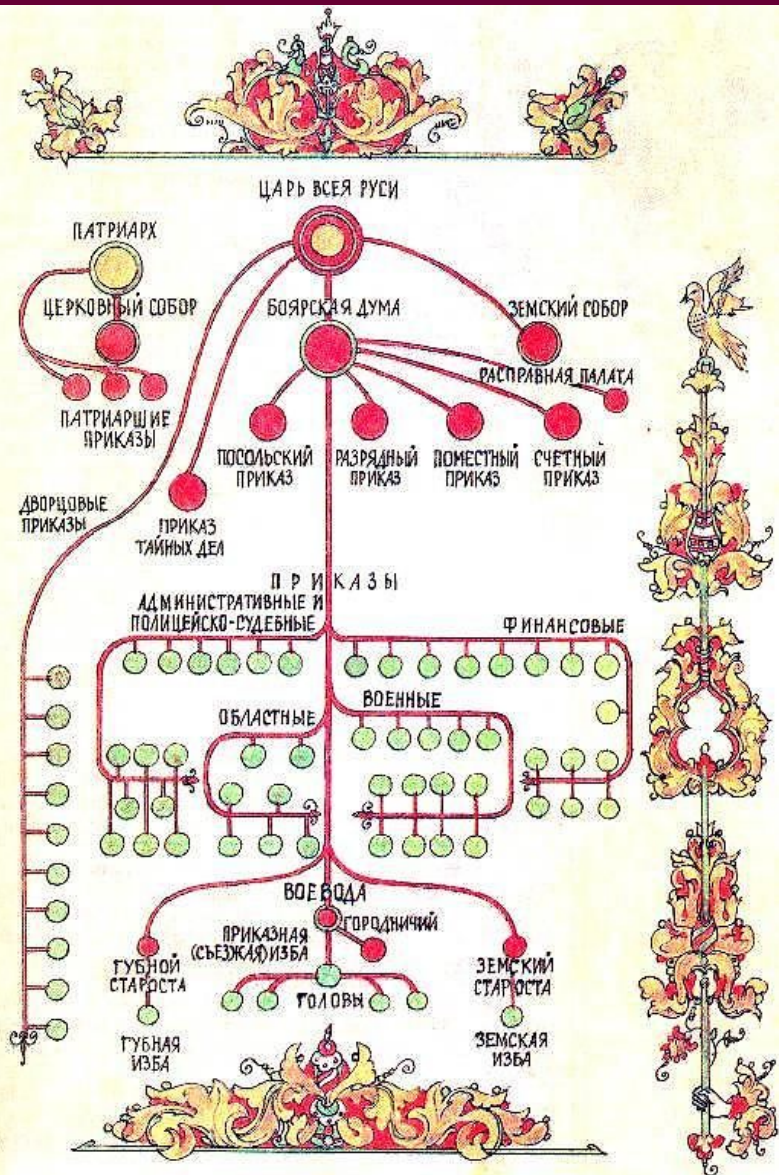 ЦАРЬ ВСЕЯ РУСИ
ПАТРИАРХ
ЦЕРКОВНЫЙ СОБОР
БОЯРСКАЯ ДУМА
ЗЕМСКИЙ СОБОР
РАСПРАВНАЯ ПАЛАТА
ПАТРИАРШИЕ
ПРИКАЗЫ
ПОСОЛЬСКИЙ
ПРИКАЗ
РАЗРЯДНЫЙ
ПРИКАЗ
ПОМЕСТНЫЙ
ПРИКАЗ
СЧЕТНЫЙ
ПРИКАЗ
ДВОРЦОВЫЕ
ПРИКАЗЫ
ПРИКАЗ
ТАЙНЫХ ДЕЛ
ПРИКАЗЫ
АДМИНИСТРАТИВНЫЕ И
ПОЛИЦЕЙСКО-СУДЕБНЫЕ
ФИНАНСОВЫЕ
ОБЛАСТНЫЕ
ВОЕННЫЕ
ВОЕВОДА
ГОРОДНИЧИЙ
ПРИКАЗНАЯ
(СЪЕЗЖАЯ) ИЗБА
ГУБНОЙ
СТАРОСТА
ЗЕМСКИЙ
СТАРОСТА
ГОЛОВЫ
ГУБНАЯ
ИЗБА
ЗЕМСКАЯ
ИЗБА